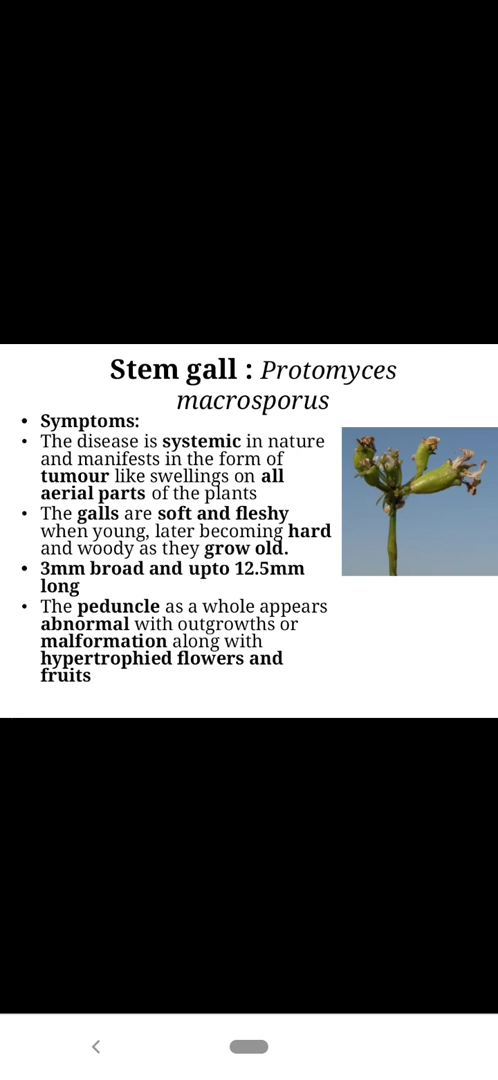 Stem gall : Protomyces
macrosporus
• Symptoms:
• The disease is systemic in nature
and manifests in the form of
tumour like swellings on all
aerial parts of the plants
• The galls are soft and fleshy
when young, later becoming hard
and woody as they grow old.
• 3mm broad and upto 12.5mm
long
• The peduncle as a whole appears
abnormal with outgrowths or
malformation along with
hypertrophied flowers and
fruits